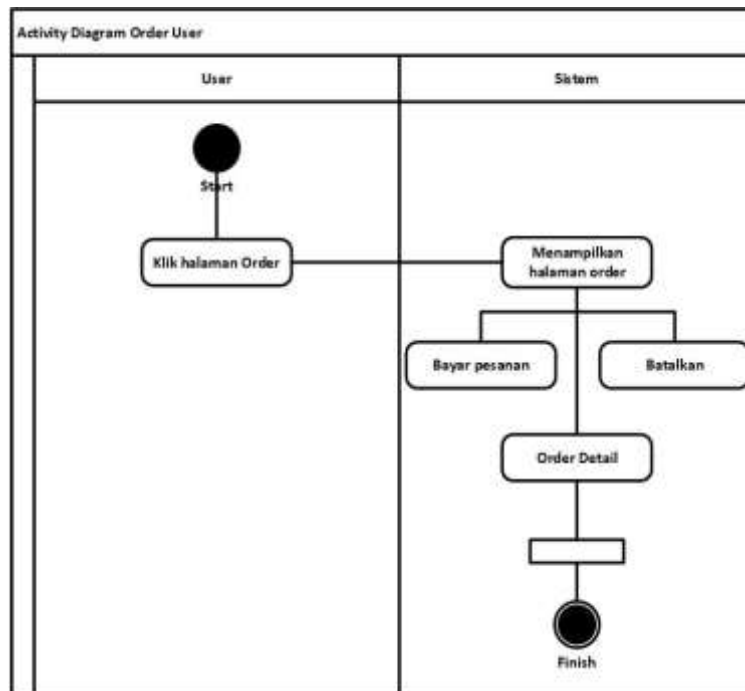 Activity Diagram Order User
User
Sistem
Start
Klik halaman Order
Menampilkan
halaman order
Bayar pesanan
Batalkan
Order Detail
Finish